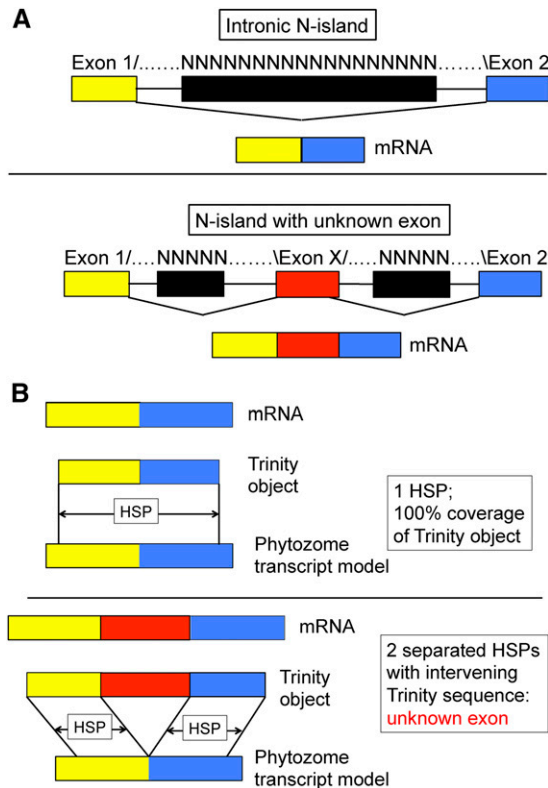 A
Intronic N-island
Exon 1/.......NNNNNNNNNNNNNNNNNN.......\Exon 2
mRNA
N-island with unknown exon
Exon 1/....NNNNN.......\Exon X/.....NNNNN.......\Exon 2
mRNA
B
mRNA
Trinity
object
HSP
Phytozome
transcript model
1 HSP;
100% coverage
of Trinity object
mRNA
Trinity
object
HSP
HSP
Phytozome
transcript model
2 separated HSPs
with intervening
Trinity sequence:
unknown exon